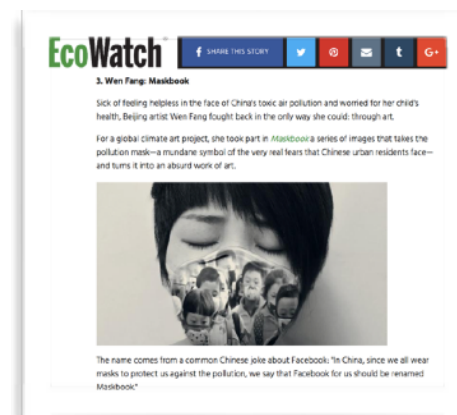 EcoWatch
f SHARE THIS STORY t G+
3. Wen Fang: Maskbook
Sick of feeling helpless in the face of China's toxic air pollution and worried for her child's
health, Beijing artist Wen Fang fought back in the only way she could: through art.
For a global climate art project, she took part in Maskbook a series of images that takes the
pollution mask—a mundane symbol of the very real fears that Chinese urban residents face—
and turns it into an absurd work of art.
The name comes from a common Chinese joke about Facebook: "In China, since we all wear
masks to protect us against the pollution, we say that Facebook for us should be renamed
Maskbook."